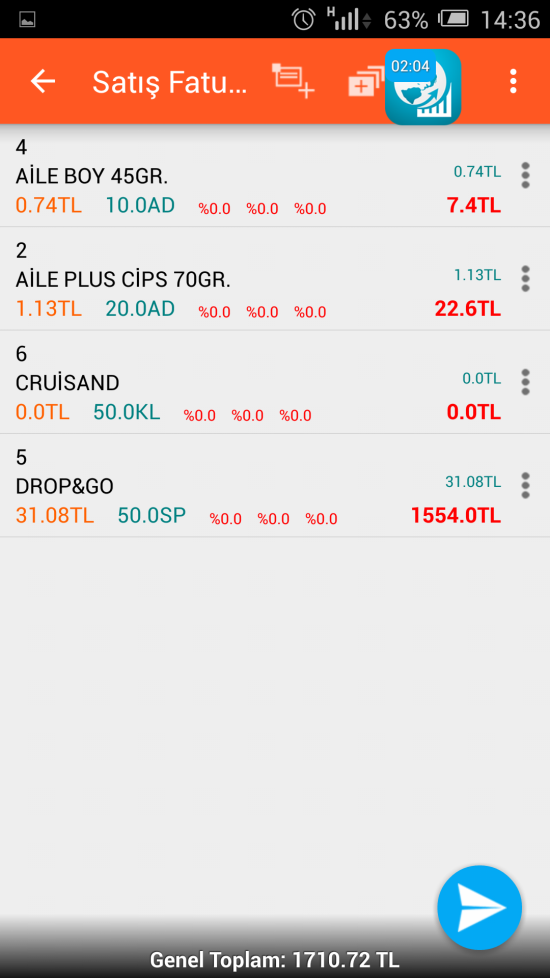 H 63% 14:36
Satış Fatu... 02:04
4
AİLE BOY 45GR. 0.74TL
0.74TL 10.0AD %0.0 %0.0 %0.0 7.4TL
2
AİLE PLUS CİPS 70GR. 1.13TL
1.13TL 20.0AD %0.0 %0.0 %0.0 22.6TL
6
CRUİSAND 0.0TL
0.0TL 50.0KL %0.0 %0.0 %0.0 0.0TL
5
DROP&GO 31.08TL
31.08TL 50.0SP %0.0 %0.0 %0.0 1554.0TL
Genel Toplam: 1710.72 TL